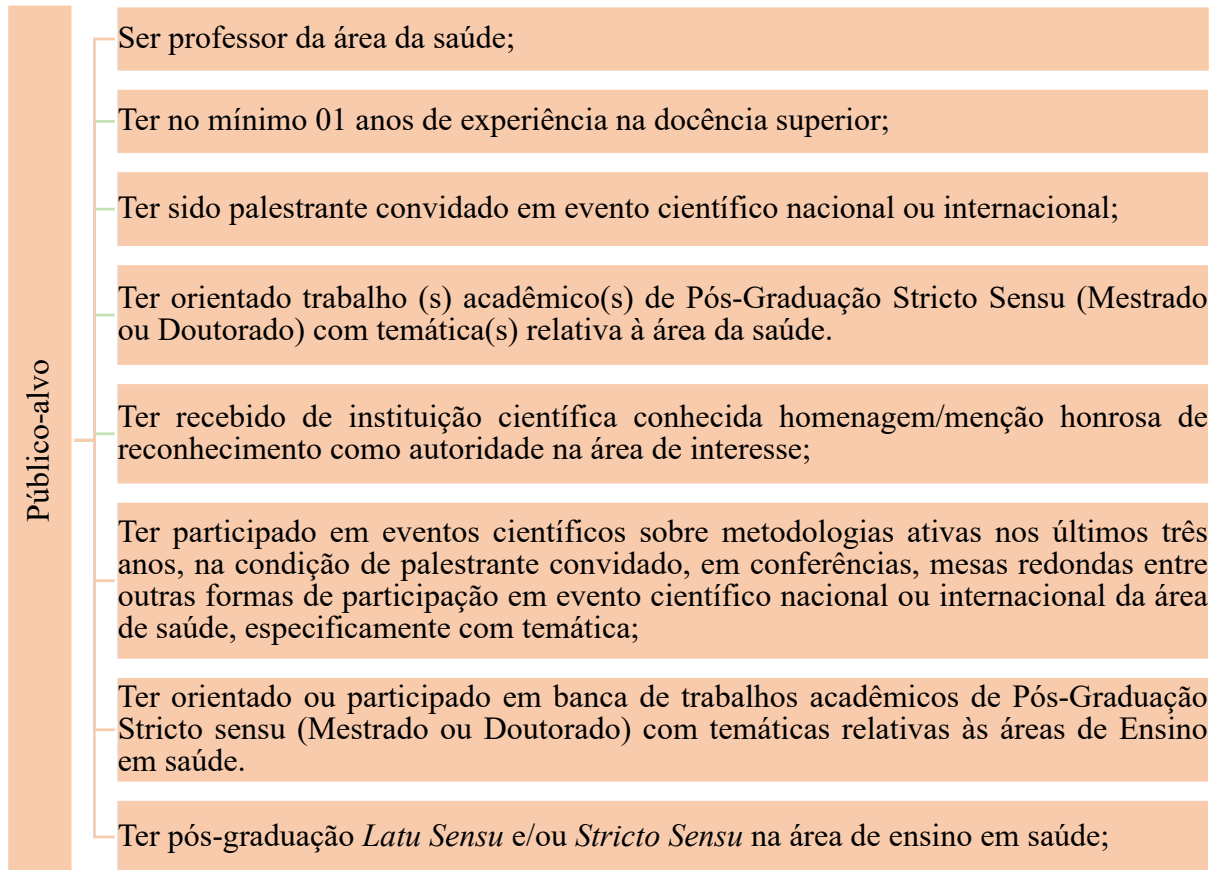 Público-alvo
Ser professor da área da saúde;
Ter no mínimo 01 anos de experiência na docência superior;
Ter sido palestrante convidado em evento científico nacional ou internacional;
Ter orientado trabalho (s) acadêmico(s) de Pós-Graduação Stricto Sensu (Mestrado
ou Doutorado) com temática(s) relativa à área da saúde.
Ter recebido de instituição científica conhecida homenagem/menção honrosa de
reconhecimento como autoridade na área de interesse;
Ter participado em eventos científicos sobre metodologias ativas nos últimos três
anos, na condição de palestrante convidado, em conferências, mesas redondas entre
outras formas de participação em evento científico nacional ou internacional da área
de saúde, especificamente com temática;
Ter orientado ou participado em banca de trabalhos acadêmicos de Pós-Graduação
Stricto sensu (Mestrado ou Doutorado) com temáticas relativas às áreas de Ensino
em saúde.
Ter pós-graduação Latu Sensu e/ou Stricto Sensu na área de ensino em saúde;